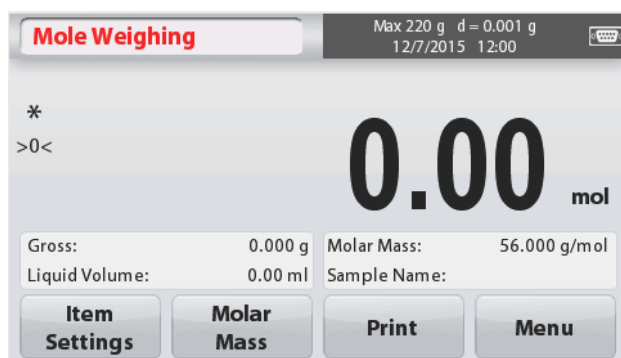 Mole Weighing
Max 220 g d = 0.001 g
12/7/2015 12:00
*
>0<
0.00 mol
Gross: 0.000 g
Liquid Volume: 0.00 ml
Molar Mass: 56.000 g/mol
Sample Name:
Item Settings
Molar Mass
Print
Menu